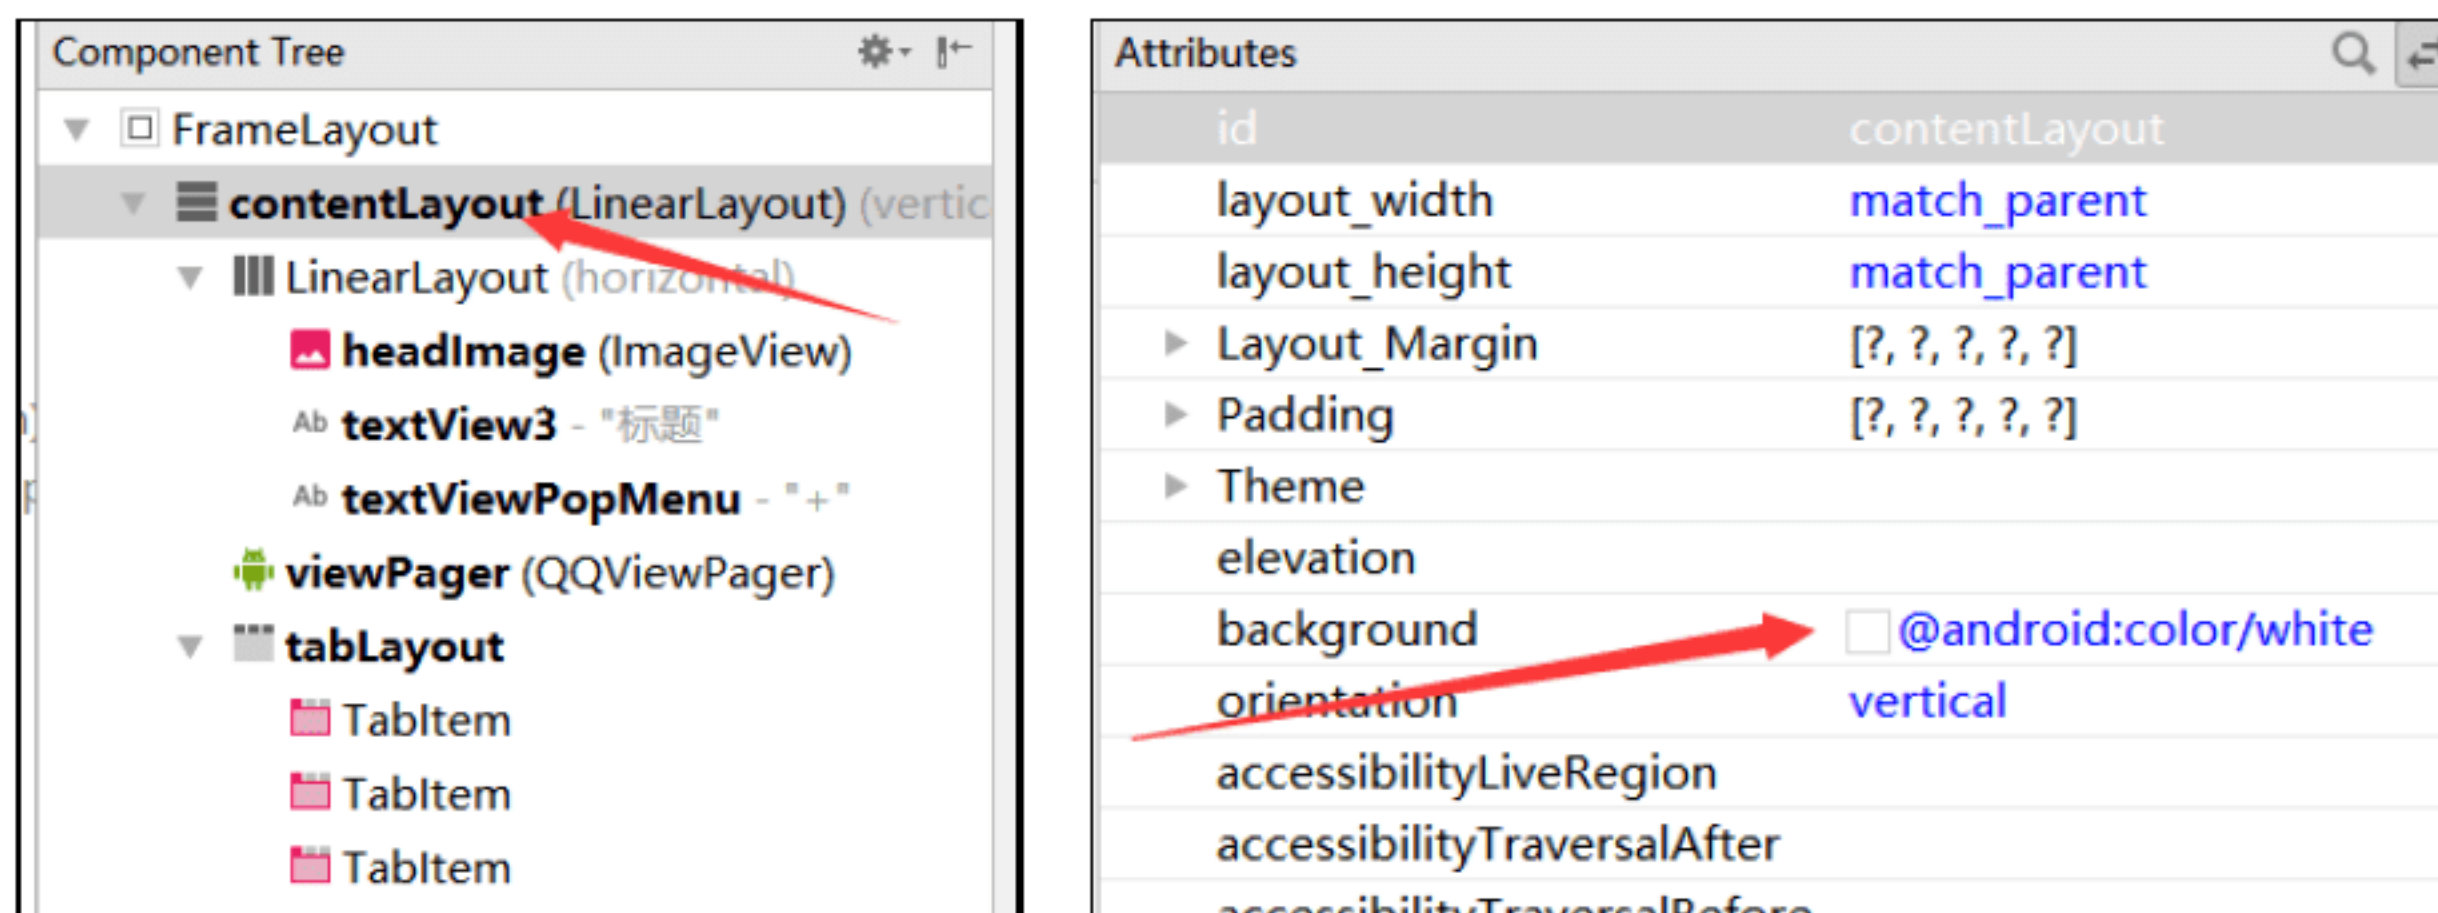 Component Tree
FrameLayout
contentLayout (LinearLayout) (vertic
LinearLayout (horizontal)
headImage (ImageView)
Ab textView3 - "标题"
Ab textViewPopMenu - "+"
viewPager (QQViewPager)
tabLayout
TabItem
TabItem
TabItem
Attributes
id contentLayout
layout_width match_parent
layout_height match_parent
Layout_Margin [?, ?, ?, ?, ?]
Padding [?, ?, ?, ?, ?]
Theme
elevation
background @android:color/white
orientation vertical
accessibilityLiveRegion
accessibilityTraversalAfter
accessibilityTraversalBefore